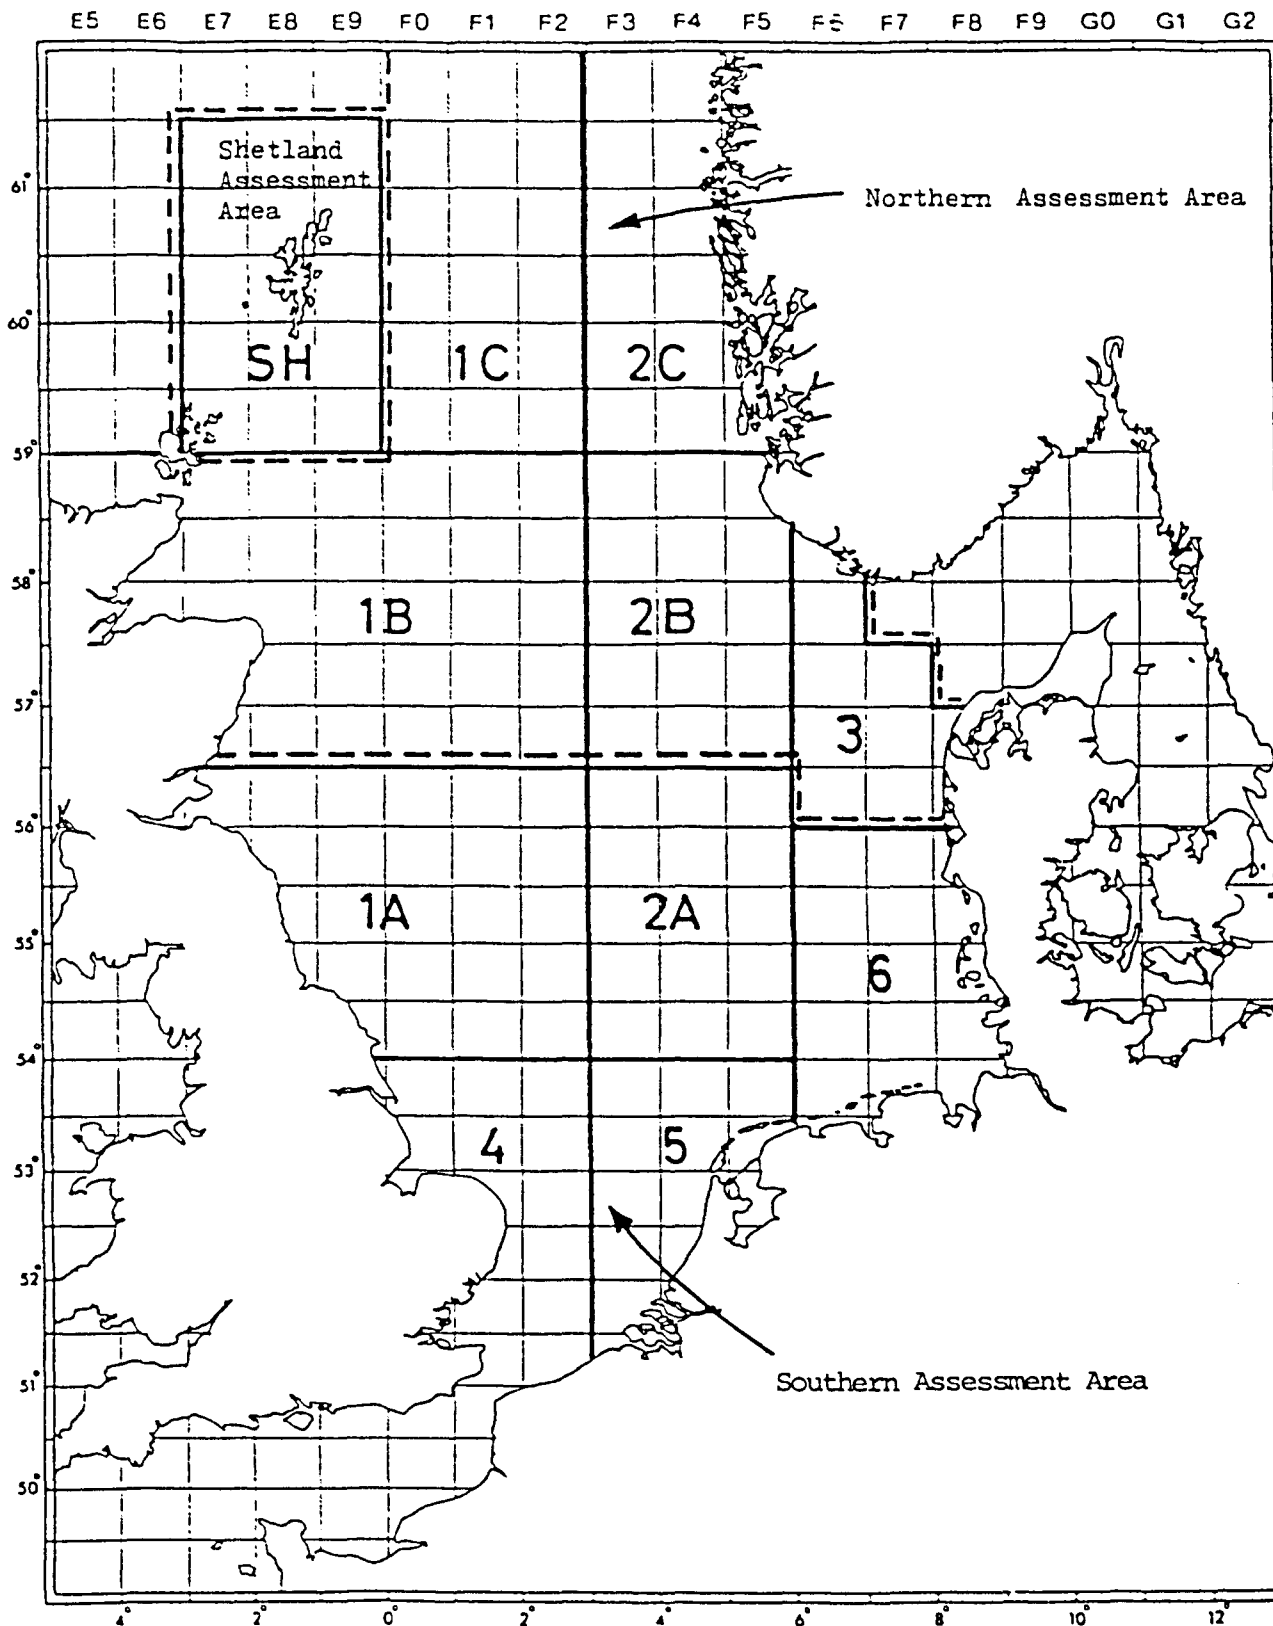 E5 E6 E7 E8 E9 F0 F1 F2 F3 F4 F5 F6 F7 F8 F9 G0 G1 G2
Shetland
Assessment
Area
61°
Northern Assessment Area
60°
SH 1C 2C
59°
58°
1B 2B
57°
3
56°
1A 2A
55°
6
54°
4 5
53°
52°
Southern Assessment Area
51°
50°
4° 2° 0° 2° 4° 6° 8° 10° 12°